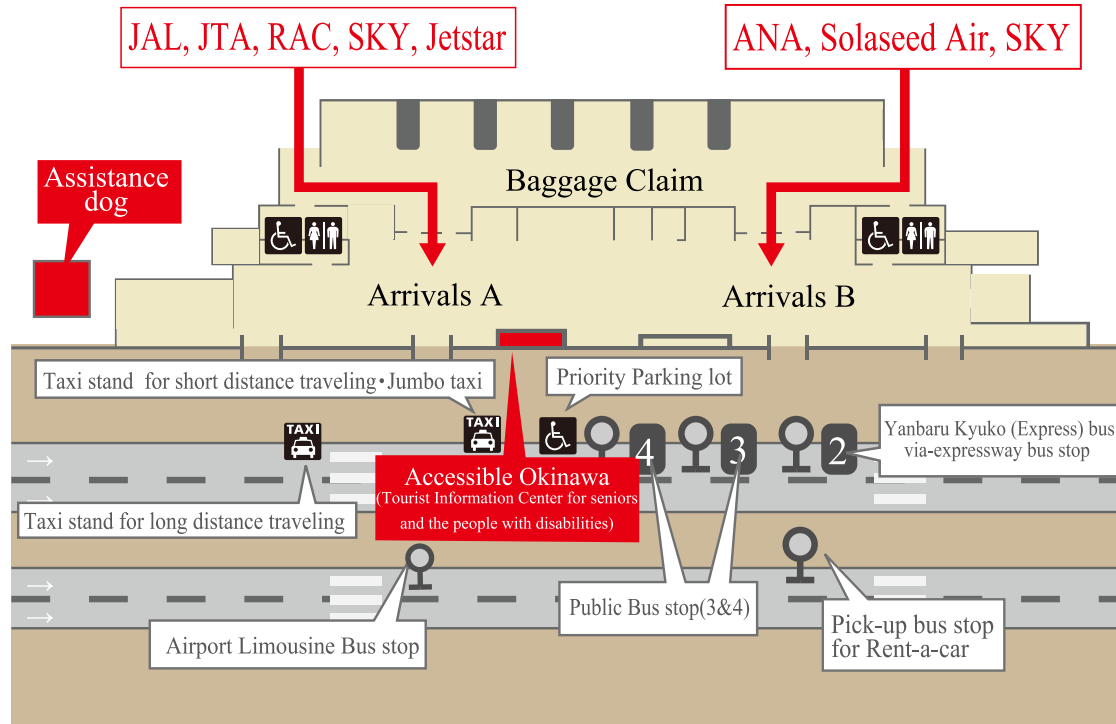 JAL, JTA, RAC, SKY, Jetstar
ANA, Solaseed Air, SKY
Baggage Claim
Assistance
dog
Arrivals A
Arrivals B
Taxi stand for short distance traveling・Jumbo taxi
Priority Parking lot
TAXI
TAXI
4
3
2
Yanbaru Kyuko (Express) bus
via-expressway bus stop
Accessible Okinawa
(Tourist Information Center for seniors
and the people with disabilities)
Taxi stand for long distance traveling
Public Bus stop(3&4)
Airport Limousine Bus stop
Pick-up bus stop
for Rent-a-car